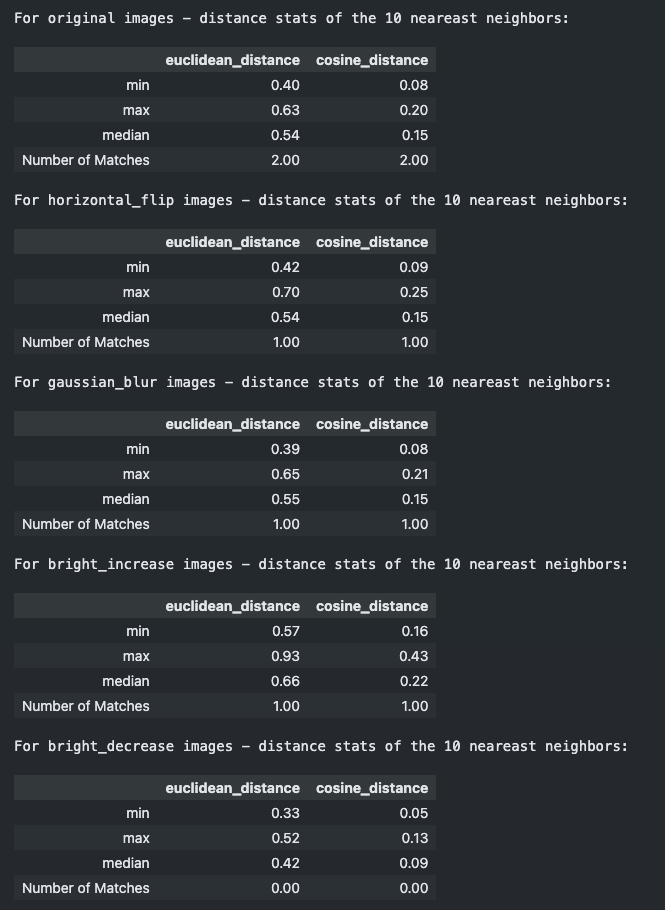 For original images – distance stats of the 10 neareast neighbors:
euclidean_distance cosine_distance
min 0.40 0.08
max 0.63 0.20
median 0.54 0.15
Number of Matches 2.00 2.00
For horizontal_flip images – distance stats of the 10 neareast neighbors:
euclidean_distance cosine_distance
min 0.42 0.09
max 0.70 0.25
median 0.54 0.15
Number of Matches 1.00 1.00
For gaussian_blur images – distance stats of the 10 neareast neighbors:
euclidean_distance cosine_distance
min 0.39 0.08
max 0.65 0.21
median 0.55 0.15
Number of Matches 1.00 1.00
For bright_increase images – distance stats of the 10 neareast neighbors:
euclidean_distance cosine_distance
min 0.57 0.16
max 0.93 0.43
median 0.66 0.22
Number of Matches 1.00 1.00
For bright_decrease images – distance stats of the 10 neareast neighbors:
euclidean_distance cosine_distance
min 0.33 0.05
max 0.52 0.13
median 0.42 0.09
Number of Matches 0.00 0.00